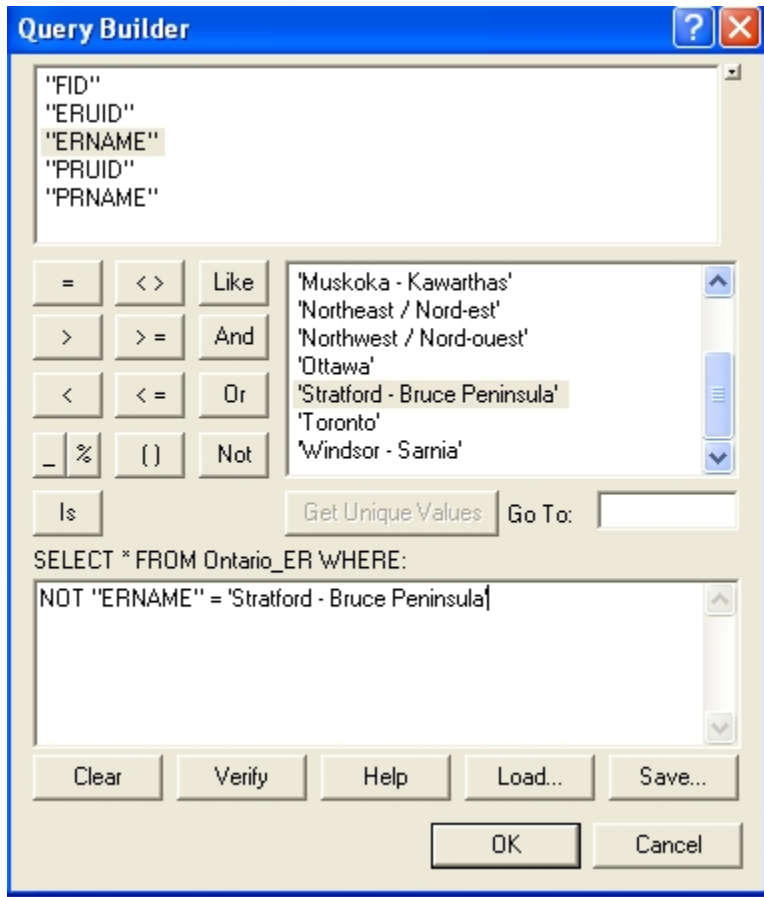 Query Builder
?
"FID"
"ERUID"
"ERNAME"
"PRUID"
"PRNAME"
= < > Like
> > = And
< < = Or
_ % ( ) Not
Is
'Muskoka - Kawarthas'
'Northeast / Nord-est'
'Northwest / Nord-ouest'
'Ottawa'
'Stratford - Bruce Peninsula'
'Toronto'
'Windsor - Sarnia'
Get Unique Values Go To:
SELECT * FROM Ontario_ER WHERE:
NOT "ERNAME" = 'Stratford - Bruce Peninsula'
Clear Verify Help Load... Save...
OK Cancel